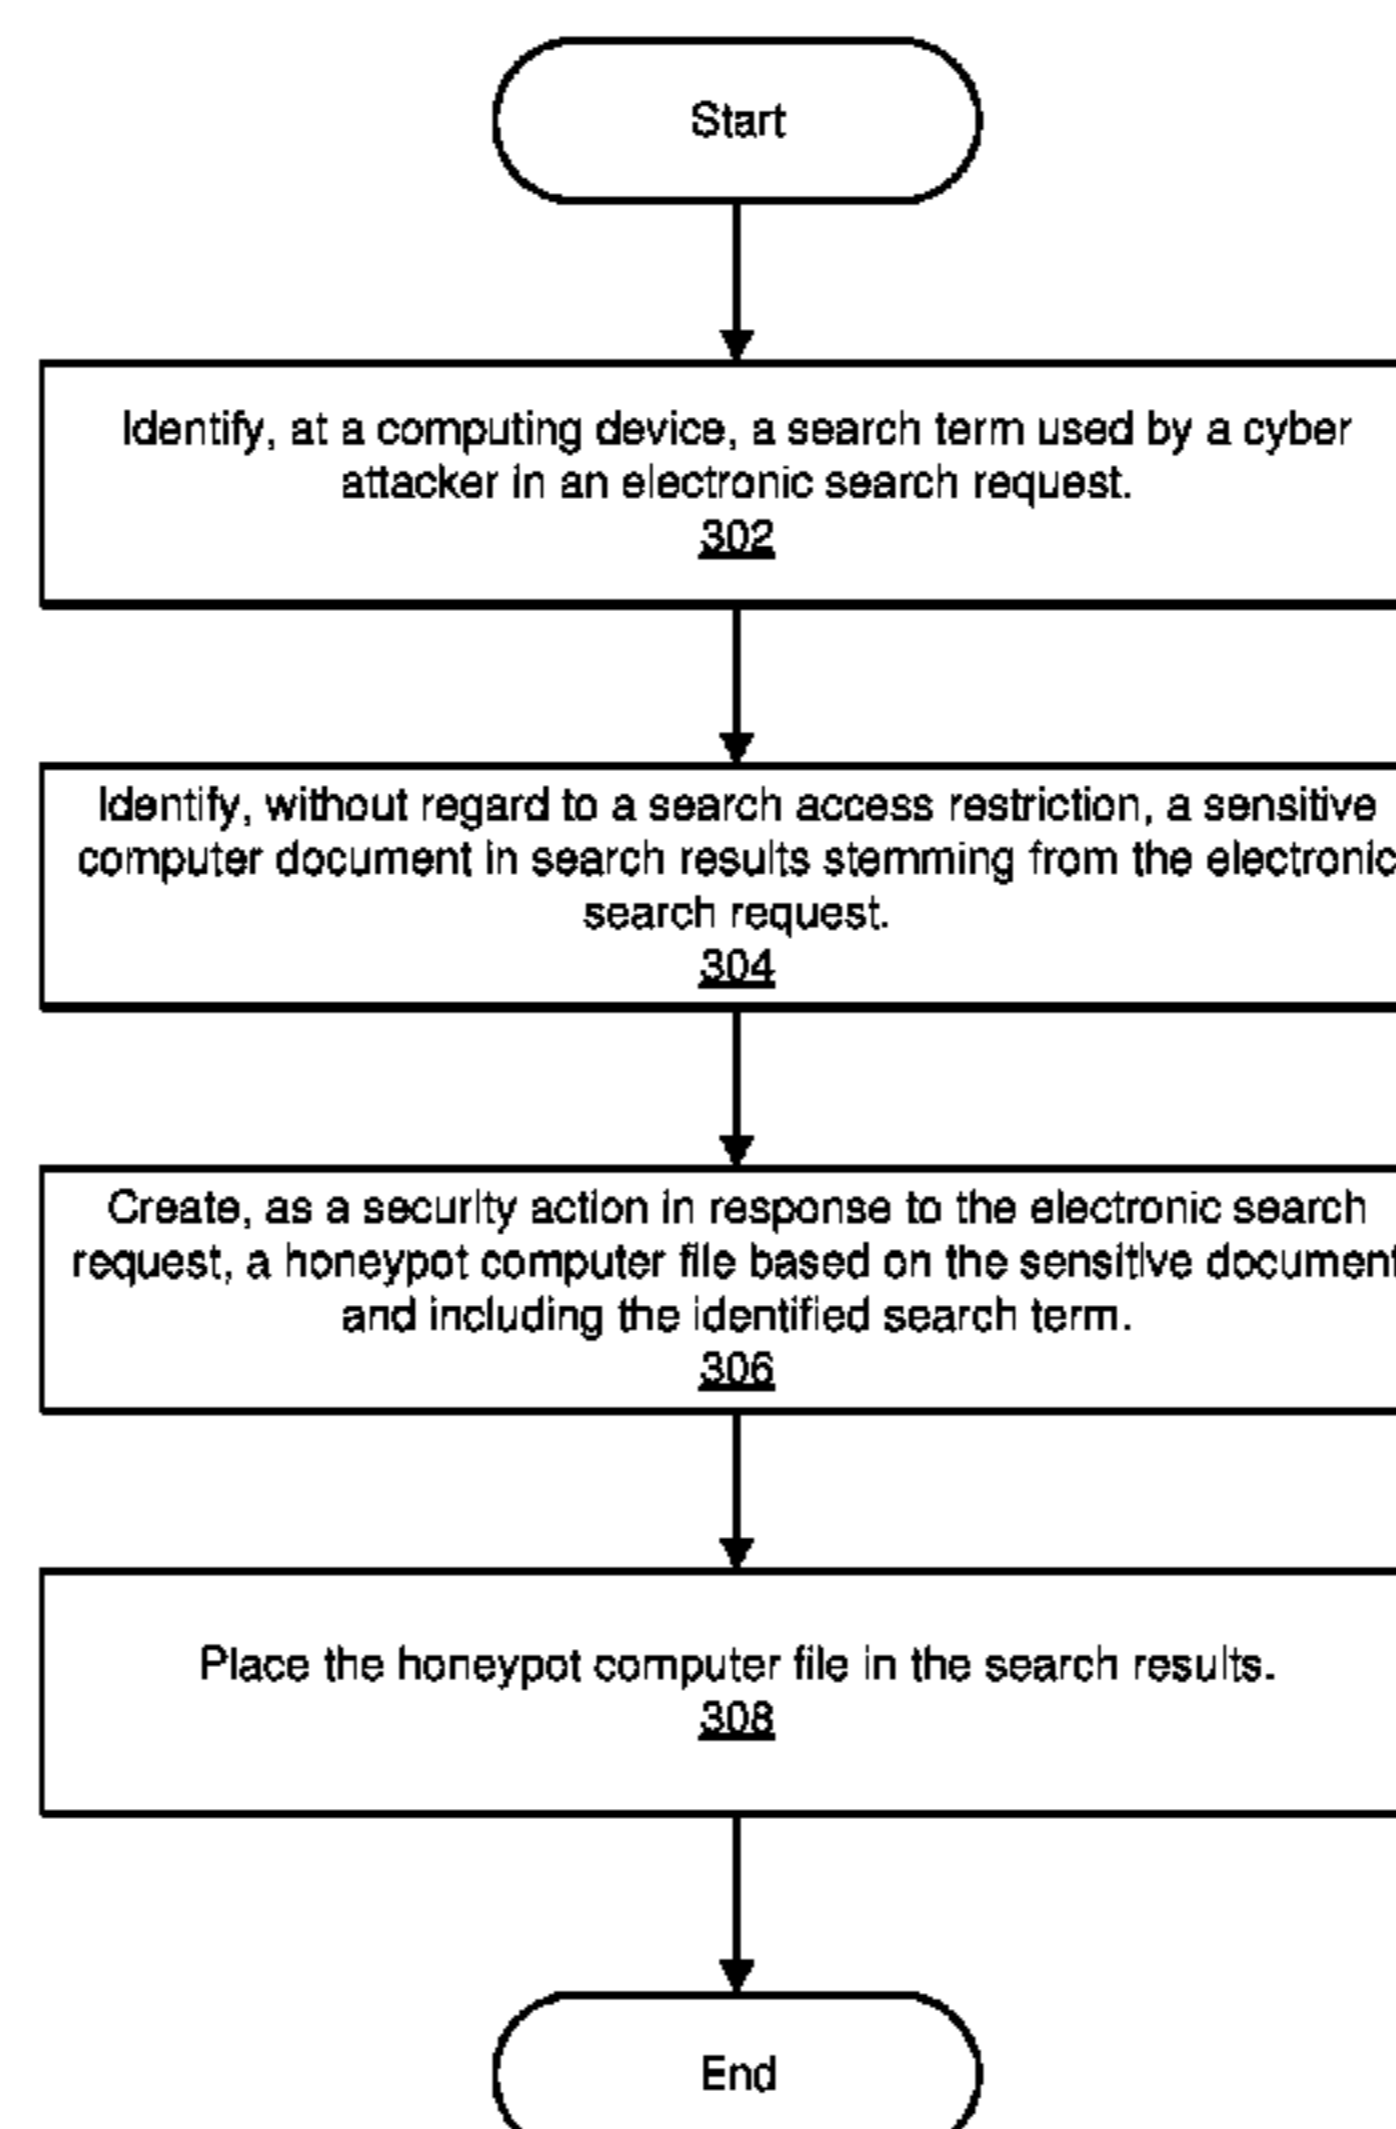 Start
Identify, at a computing device, a search term used by a cyber
attacker in an electronic search request.
302
Identify, without regard to a search access restriction, a sensitive
computer document in search results stemming from the electronic
search request.
304
Create, as a security action in response to the electronic search
request, a honeypot computer file based on the sensitive document
and including the identified search term.
306
Place the honeypot computer file in the search results.
308
End